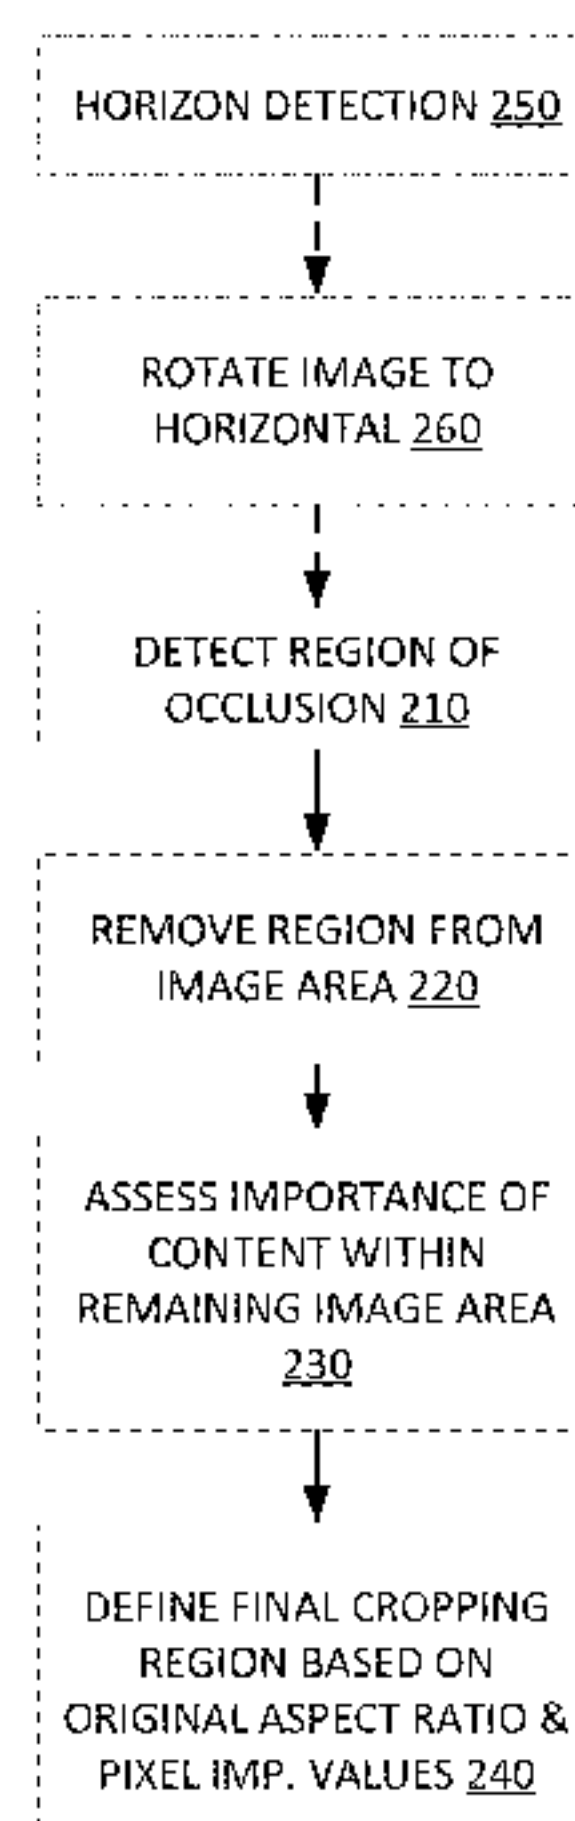 HORIZON DETECTION 250
ROTATE IMAGE TO
HORIZONTAL 260
DETECT REGION OF
OCCLUSION 210
REMOVE REGION FROM
IMAGE AREA 220
ASSESS IMPORTANCE OF
CONTENT WITHIN
REMAINING IMAGE AREA
230
DEFINE FINAL CROPPING
REGION BASED ON
ORIGINAL ASPECT RATIO &
PIXEL IMP. VALUES 240